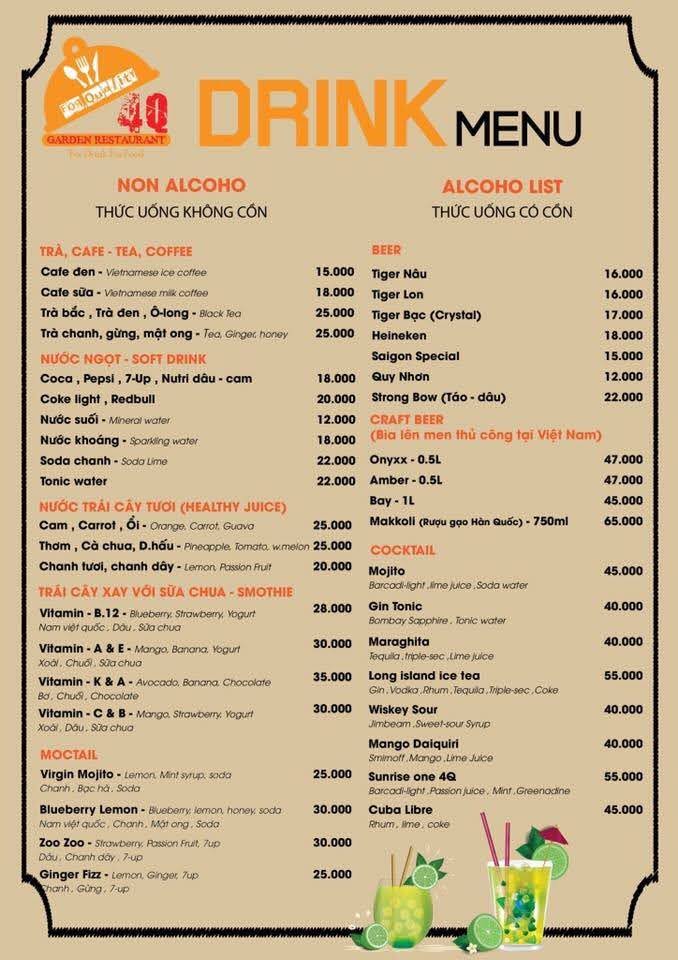 For Quality
4Q
GARDEN RESTAURANT
DRINK MENU
NON ALCOHO
THỨC UỐNG KHÔNG CỒN
TRÀ, CAFE - TEA, COFFEE
Cafe đen - Vietnamese ice coffee 15.000
Cafe sữa - Vietnamese milk coffee 18.000
Trà bắc , Trà đen , Ô-long - Black Tea 25.000
Trà chanh, gừng, mật ong - Tea, Ginger, honey 25.000
NƯỚC NGỌT - SOFT DRINK
Coca , Pepsi , 7-Up , Nutri dâu - cam 18.000
Coke light , Redbull 20.000
Nước suối - Mineral water 12.000
Nước khoáng - Sparkling water 18.000
Soda chanh - Soda Lime 22.000
Tonic water 22.000
NƯỚC TRÁI CÂY TƯƠI (HEALTHY JUICE)
Cam , Carrot , Ổi - Orange, Carrot, Guava 25.000
Thơm , Cà chua, D.hấu - Pineapple, Tomato, w.melon 25.000
Chanh tươi, chanh dây - Lemon, Passion Fruit 20.000
TRÁI CÂY XAY VỚI SỮA CHUA - SMOTHIE
Vitamin - B.12 - Blueberry, Strawberry, Yogurt 28.000
Nam việt quốc , Dâu , Sữa chua
Vitamin - A & E - Mango, Banana, Yogurt 30.000
Xoài , Chuối , Sữa chua
Vitamin - K & A - Avocado, Banana, Chocolate 35.000
Bơ , Chuối , Chocolate
Vitamin - C & B - Mango, Strawberry, Yogurt 30.000
Xoài , Dâu , Sữa chua
MOCTAIL
Virgin Mojito - Lemon, Mint syrup, soda 25.000
Chanh , Bạc hà , Soda
Blueberry Lemon - Blueberry, lemon, honey, soda 30.000
Nam việt quốc , Chanh , Mật ong , Soda
Zoo Zoo - Strawberry, Passion Fruit, 7up 30.000
Dâu , Chanh dây , 7-up
Ginger Fizz - Lemon, Ginger, 7up 25.000
Chanh , Gừng , 7-up
ALCOHO LIST
THỨC UỐNG CÓ CỒN
BEER
Tiger Nâu 16.000
Tiger Lon 16.000
Tiger Bạc (Crystal) 17.000
Heineken 18.000
Saigon Special 15.000
Quy Nhơn 12.000
Strong Bow (Táo - dâu) 22.000
CRAFT BEER
(Bia lên men thủ công tại Việt Nam)
Onyxx - 0.5L 47.000
Amber - 0.5L 47.000
Bay - 1L 45.000
Makkoli (Rượu gạo Hàn Quốc) - 750ml 65.000
COCKTAIL
Mojito 45.000
Barcadi-light ,lime juice ,Soda water
Gin Tonic 40.000
Bombay Sapphire , Tonic water
Maraghita 40.000
Tequila ,triple-sec ,Lime juice
Long island ice tea 55.000
Gin ,Vodka ,Rhum ,Tequila ,Triple-sec ,Coke
Wiskey Sour 40.000
Jimbeam ,Sweet-sour Syrup
Mango Daiquiri 40.000
Smirnoff , Mango ,Lime Juice
Sunrise one 4Q 55.000
Barcadi-light ,Passion juice , Mint ,Greenadine
Cuba Libre 45.000
Rhum , lime , coke